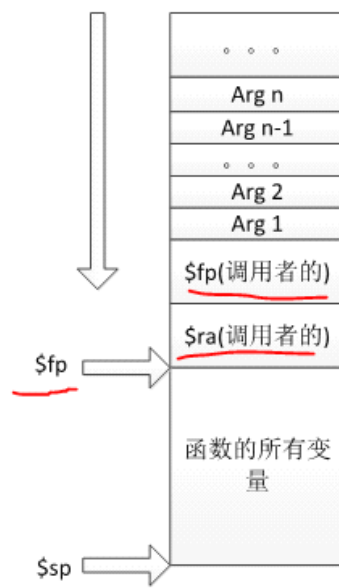 。。。
Arg n
Arg n-1
。。。
Arg 2
Arg 1
$fp(调用者的)
$ra(调用者的)
$fp
函数的所有变
量
$sp